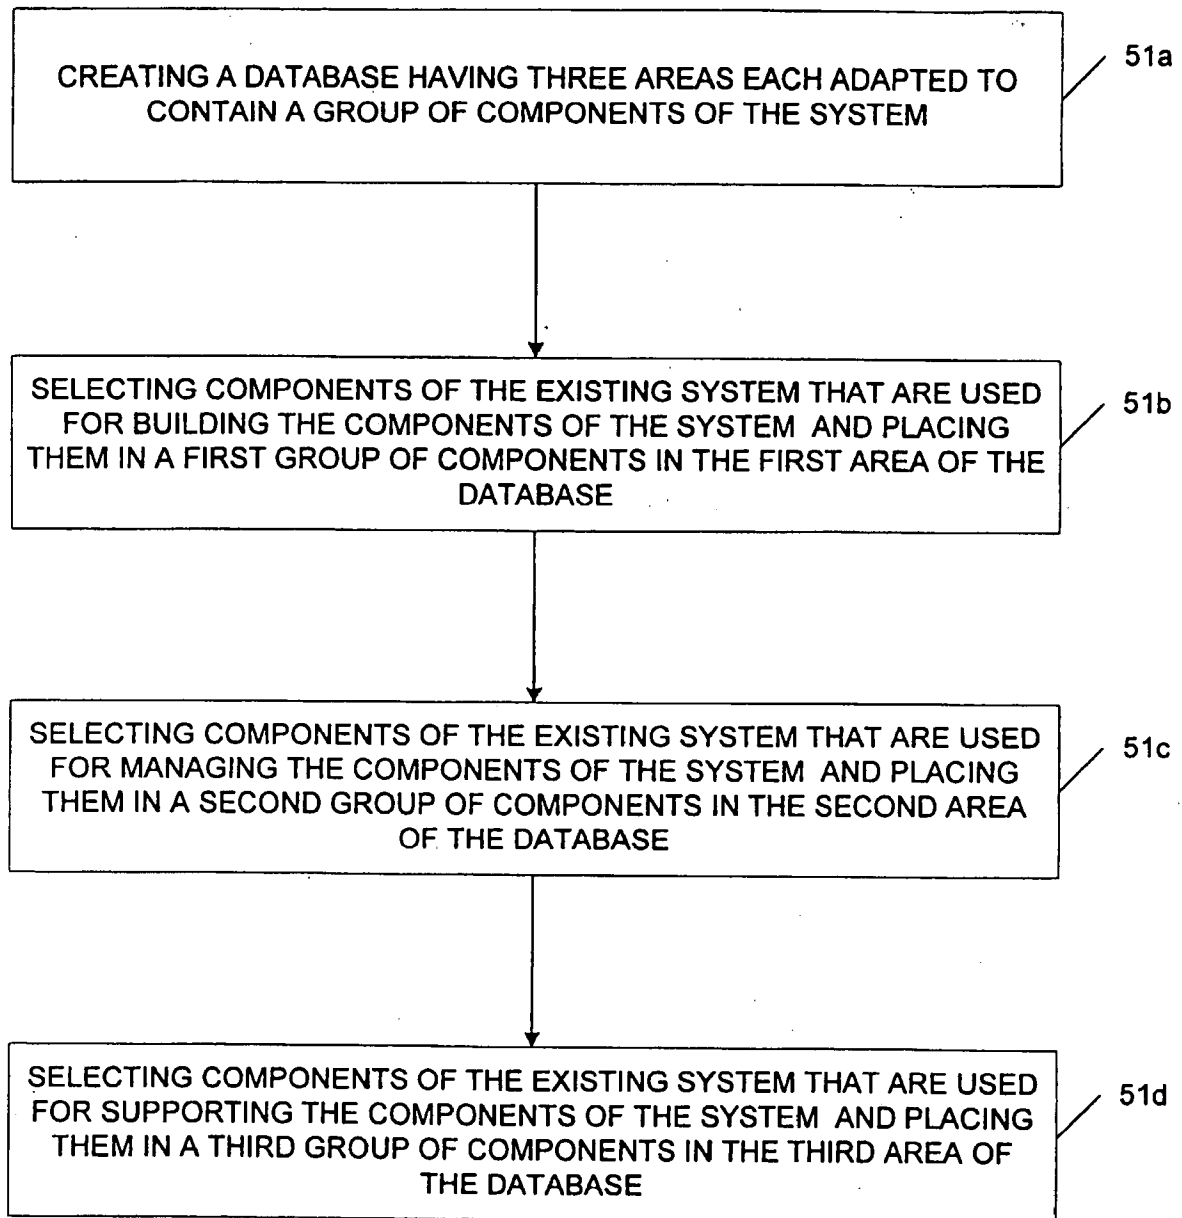 CREATING A DATABASE HAVING THREE AREAS EACH ADAPTED TO
CONTAIN A GROUP OF COMPONENTS OF THE SYSTEM
51a
SELECTING COMPONENTS OF THE EXISTING SYSTEM THAT ARE USED
FOR BUILDING THE COMPONENTS OF THE SYSTEM AND PLACING
THEM IN A FIRST GROUP OF COMPONENTS IN THE FIRST AREA OF THE
DATABASE
51b
SELECTING COMPONENTS OF THE EXISTING SYSTEM THAT ARE USED
FOR MANAGING THE COMPONENTS OF THE SYSTEM AND PLACING
THEM IN A SECOND GROUP OF COMPONENTS IN THE SECOND AREA
OF THE DATABASE
51c
SELECTING COMPONENTS OF THE EXISTING SYSTEM THAT ARE USED
FOR SUPPORTING THE COMPONENTS OF THE SYSTEM AND PLACING
THEM IN A THIRD GROUP OF COMPONENTS IN THE THIRD AREA OF
THE DATABASE
51d